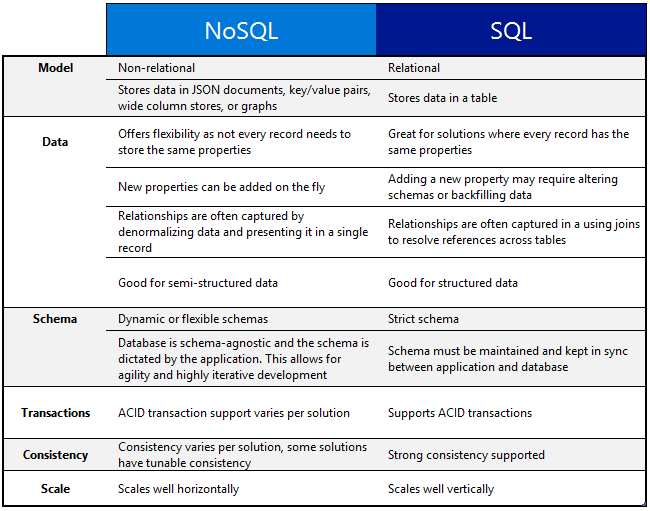 NoSQL SQL
Model Non-relational Relational
Stores data in JSON documents, key/value pairs,
wide column stores, or graphs
Stores data in a table
Data
Offers flexibility as not every record needs to
store the same properties
Great for solutions where every record has the
same properties
New properties can be added on the fly
Adding a new property may require altering
schemas or backfilling data
Relationships are often captured by
denormalizing data and presenting it in a single
record
Relationships are often captured in a using joins
to resolve references across tables
Good for semi-structured data Good for structured data
Schema Dynamic or flexible schemas Strict schema
Database is schema-agnostic and the schema is
dictated by the application. This allows for
agility and highly iterative development
Schema must be maintained and kept in sync
between application and database
Transactions ACID transaction support varies per solution Supports ACID transactions
Consistency
Consistency varies per solution, some solutions
have tunable consistency
Strong consistency supported
Scale Scales well horizontally Scales well vertically